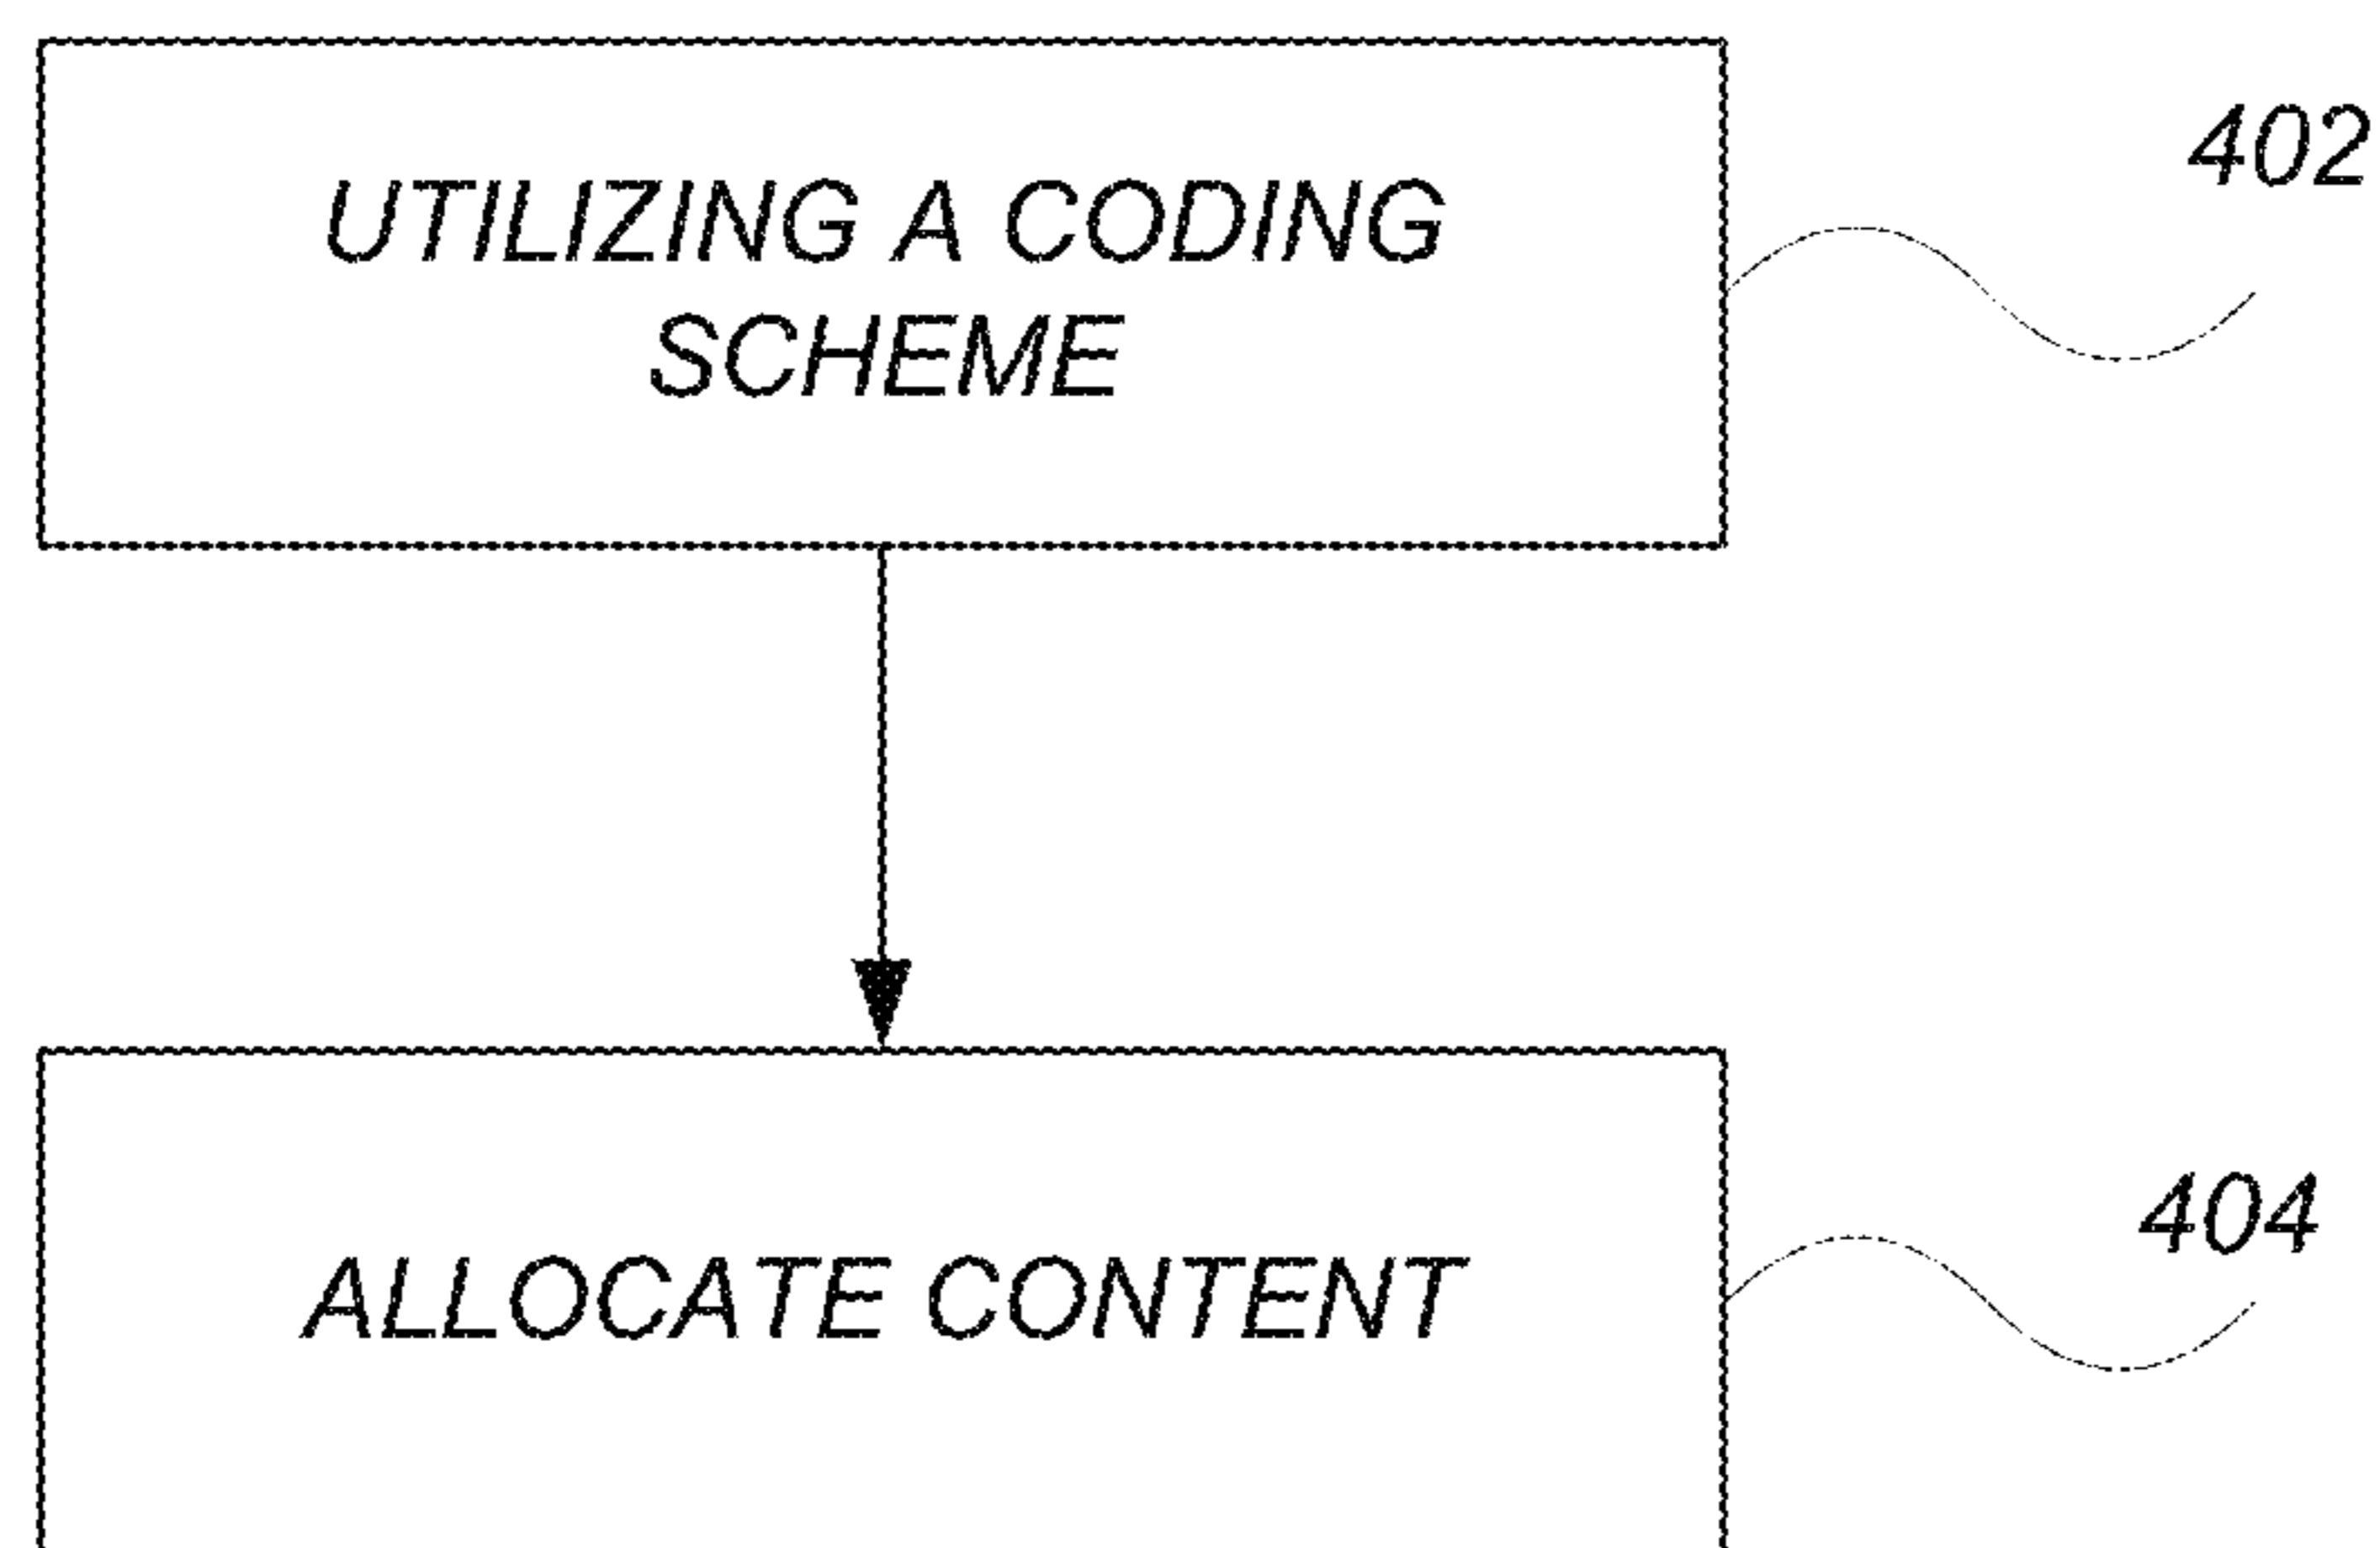 402
UTILIZING A CODING
SCHEME
404
ALLOCATE CONTENT